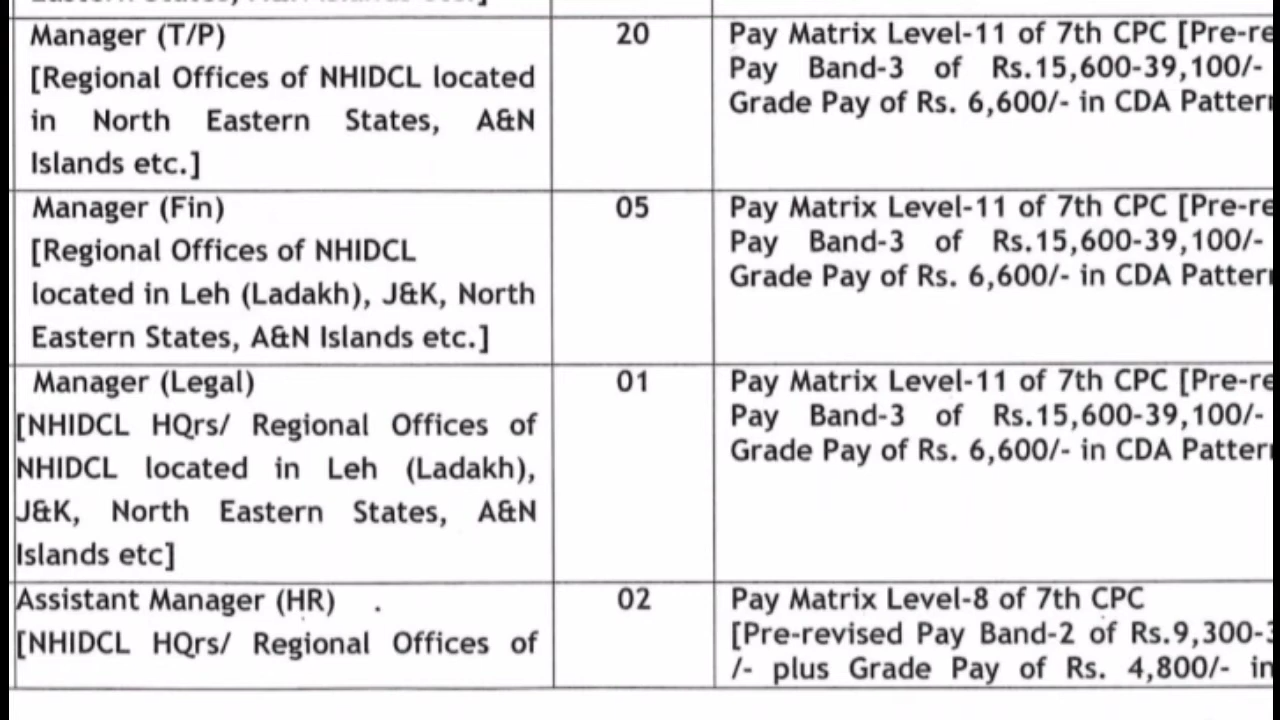 Manager (T/P)
[Regional Offices of NHIDCL located
in North Eastern States, A&N
Islands etc.]
20
Pay Matrix Level-11 of 7th CPC [Pre-re
Pay Band-3 of Rs.15,600-39,100/-
Grade Pay of Rs. 6,600/- in CDA Pattern
Manager (Fin)
[Regional Offices of NHIDCL
located in Leh (Ladakh), J&K, North
Eastern States, A&N Islands etc.]
05
Pay Matrix Level-11 of 7th CPC [Pre-re
Pay Band-3 of Rs.15,600-39,100/-
Grade Pay of Rs. 6,600/- in CDA Pattern
Manager (Legal)
[NHIDCL HQrs/ Regional Offices of
NHIDCL located in Leh (Ladakh),
J&K, North Eastern States, A&N
Islands etc]
01
Pay Matrix Level-11 of 7th CPC [Pre-re
Pay Band-3 of Rs.15,600-39,100/-
Grade Pay of Rs. 6,600/- in CDA Pattern
Assistant Manager (HR) .
[NHIDCL HQrs/ Regional Offices of
02
Pay Matrix Level-8 of 7th CPC
[Pre-revised Pay Band-2 of Rs.9,300-3
/- plus Grade Pay of Rs. 4,800/- in